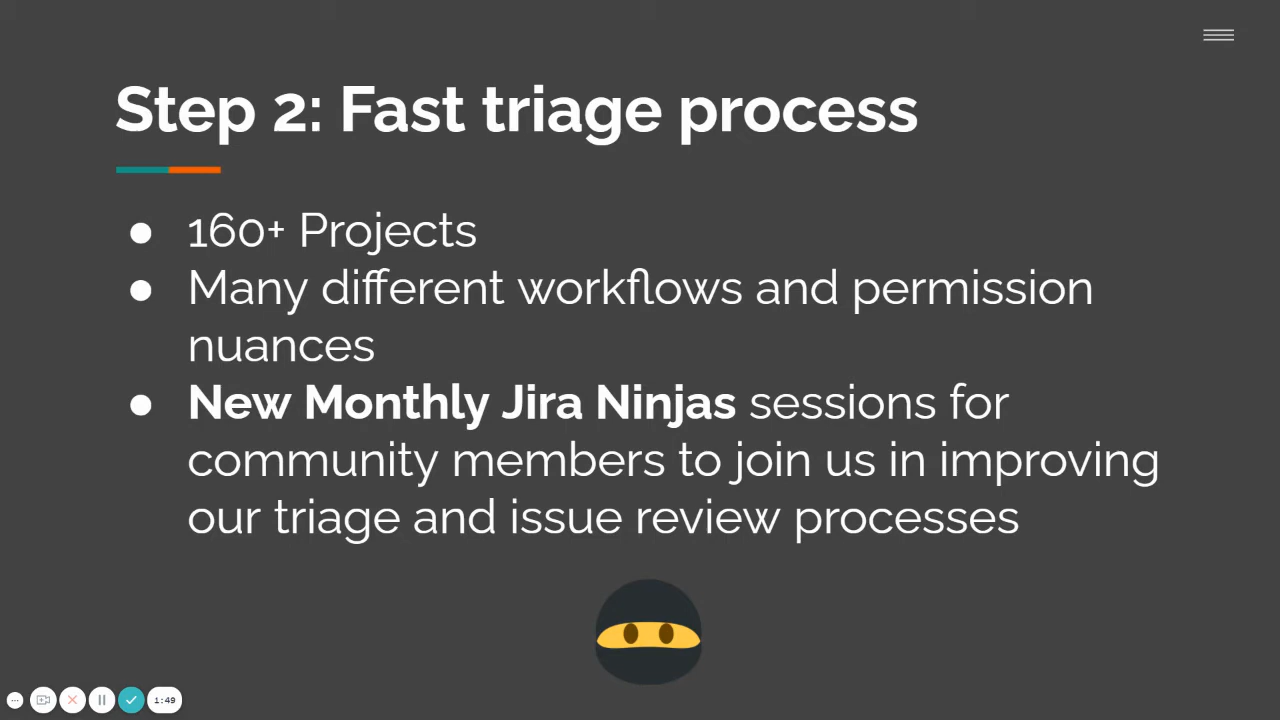 Step 2: Fast triage process
● 160+ Projects
● Many different workflows and permission
nuances
● New Monthly Jira Ninjas sessions for
community members to join us in improving
our triage and issue review processes
1:49